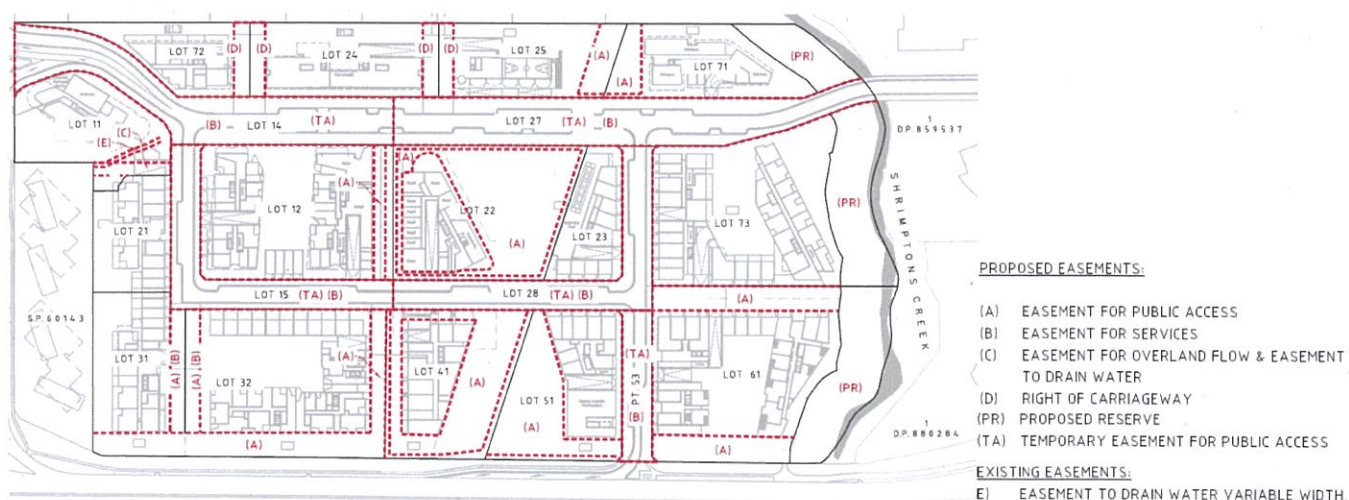 LOT 72
(D)
(D)
LOT 24
(D)
(D)
LOT 25
(A)
(A)
LOT 71
(PR)
LOT 11
(C)
(E)
(B)
LOT 14
(TA)
LOT 27
(TA)
(B)
1
D.P. 859537
LOT 21
(A)
LOT 12
(A)
LOT 22
(A)
LOT 23
LOT 73
(PR)
SHRIMPTONS CREEK
LOT 15
(TA) (B)
LOT 28
(TA) (B)
(A)
S.P. 60143
LOT 31
(A) (B)
(A) (B)
LOT 32
(A)
(A)
LOT 41
(A)
LOT 51
(A)
(TA)
PT 53
(B)
LOT 61
(A)
(PR)
1
D.P. 880284
PROPOSED EASEMENTS:
(A) EASEMENT FOR PUBLIC ACCESS
(B) EASEMENT FOR SERVICES
(C) EASEMENT FOR OVERLAND FLOW & EASEMENT
TO DRAIN WATER
(D) RIGHT OF CARRIAGEWAY
(PR) PROPOSED RESERVE
(TA) TEMPORARY EASEMENT FOR PUBLIC ACCESS
EXISTING EASEMENTS:
E) EASEMENT TO DRAIN WATER VARIABLE WIDTH